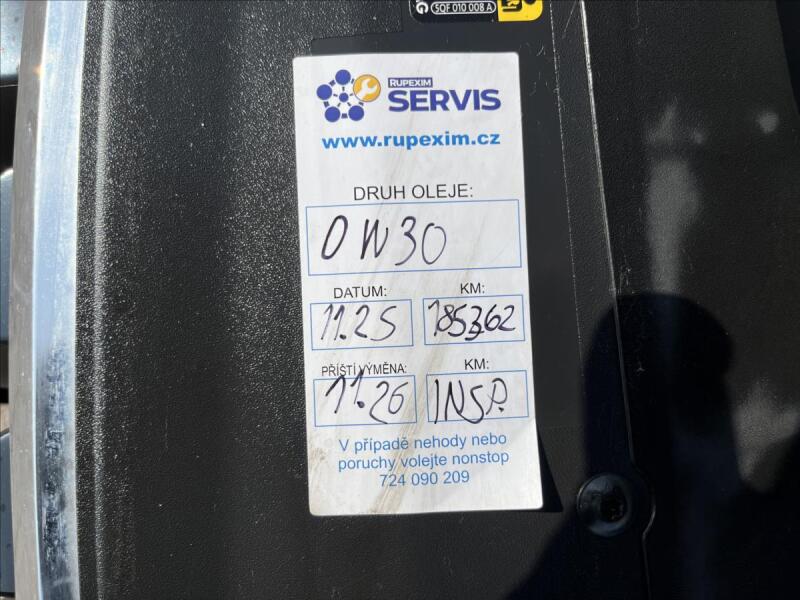 G 5QF 010 008 A
RUPEXIM
SERVIS
www.rupexim.cz
DRUH OLEJE:
0W30
DATUM: KM:
11.25 185362
PŘÍŠTÍ VÝMĚNA: KM:
11.26 INSP.
V případě nehody nebo
poruchy volejte nonstop
724 090 209